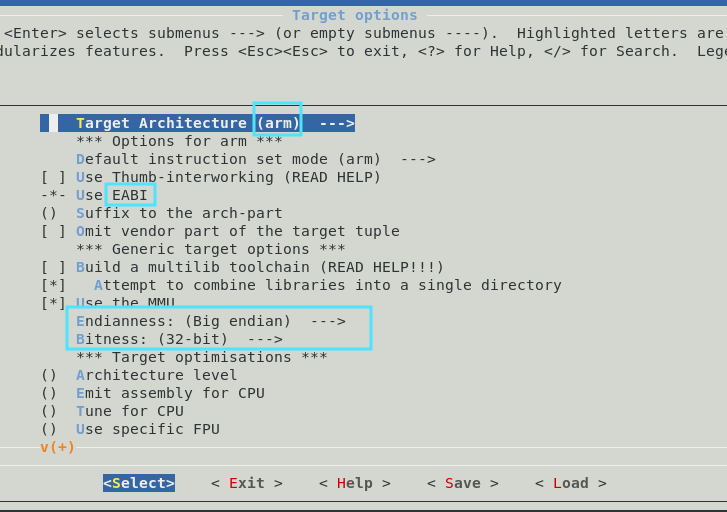 Target options
<Enter> selects submenus ---> (or empty submenus ----).  Highlighted letters are
dularizes features.  Press <Esc><Esc> to exit, <?> for Help, </> for Search.
Target Architecture (arm)  --->
*** Options for arm ***
Default instruction set mode (arm)  --->
[ ] Use Thumb-interworking (READ HELP)
-*- Use EABI
()  Suffix to the arch-part
[ ] Omit vendor part of the target tuple
*** Generic target options ***
[ ] Build a multilib toolchain (READ HELP!!!)
[*]   Attempt to combine libraries into a single directory
[*] Use the MMU
Endianness: (Big endian)  --->
Bitness: (32-bit)  --->
*** Target optimisations ***
()  Architecture level
()  Emit assembly for CPU
()  Tune for CPU
()  Use specific FPU
v(+)
<Select>    < Exit >    < Help >    < Save >    < Load >